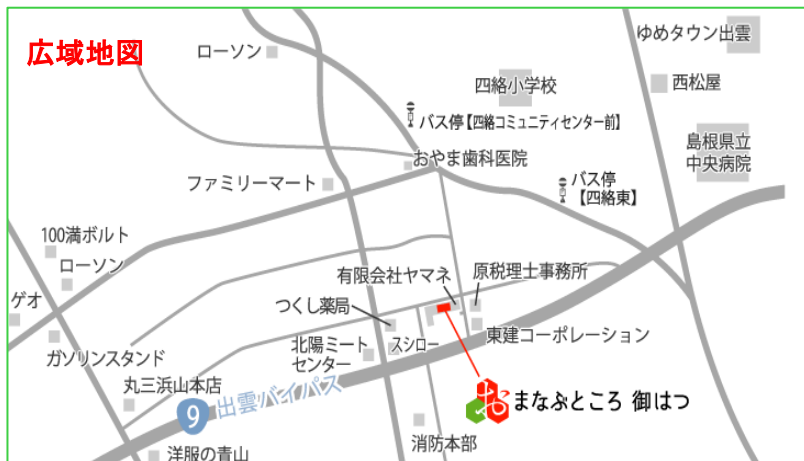 広域地図
ローソン
ゆめタウン出雲
西松屋
四絡小学校
バス停【四絡コミュニティセンター前】
島根県立
中央病院
おやま歯科医院
ファミリーマート
バス停
【四絡東】
100満ボルト
ローソン
有限会社ヤマネ
原税理士事務所
ゲオ
つくし薬局
ガソリンスタンド
北陽ミート
センター
スシロー
東建コーポレーション
丸三浜山本店
9
出雲バイパス
お
まなぶところ 御はつ
消防本部
洋服の青山